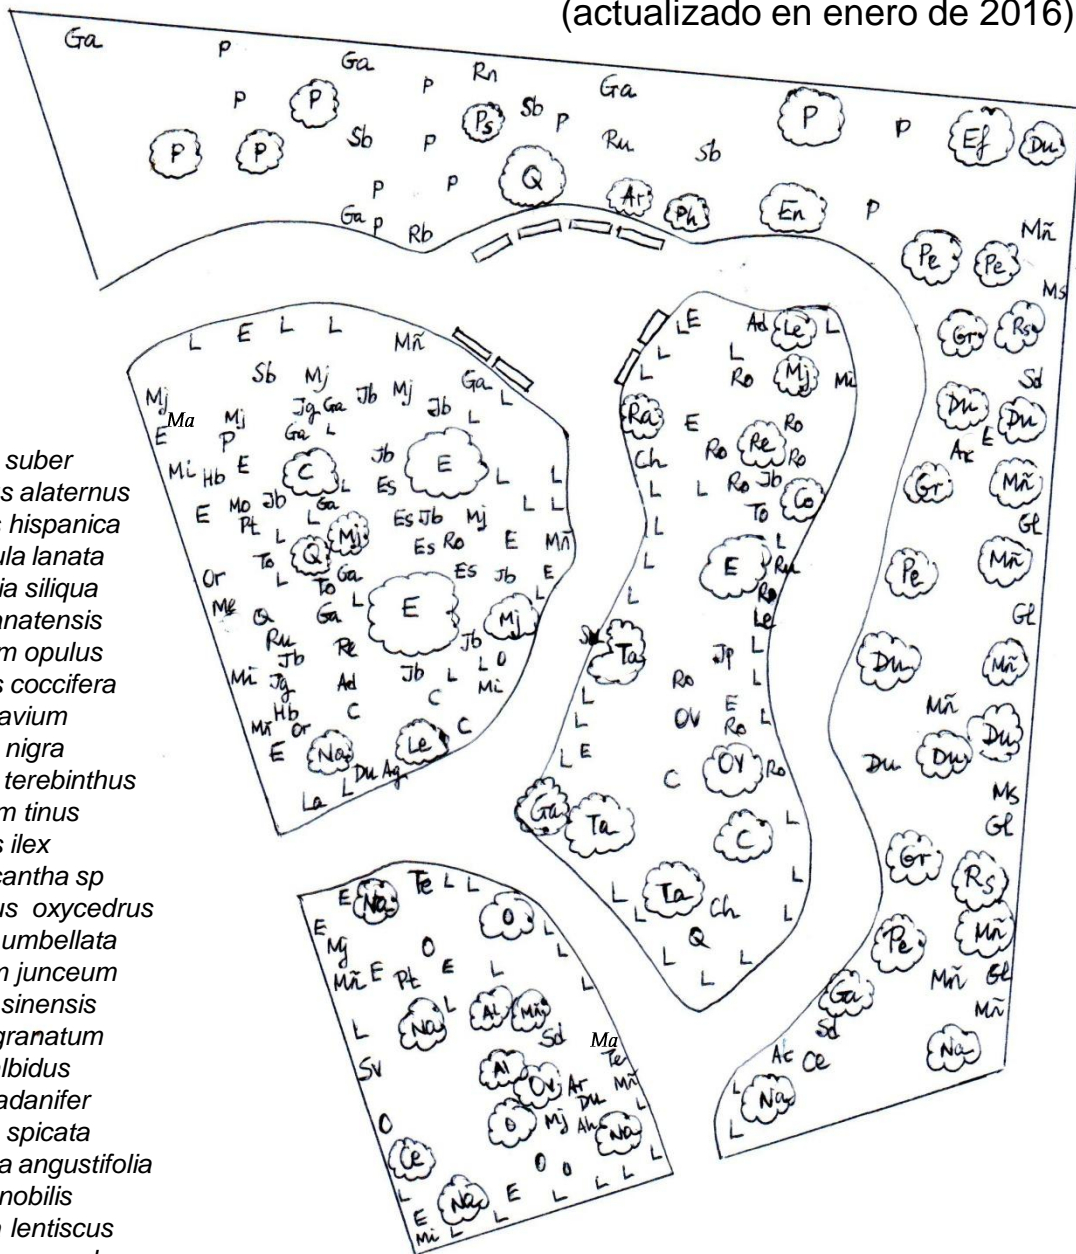 (actualizado en enero de 2016)
Ga P Ga P Rn Ga
P P Ps Sb P P P Ef Du
P P Sb P Ru Sb
P P Q Ar Ph En P
Ga P Rb Mñ
Pe Pe
Ms
L E L L Mñ L E Ad Le L Gr Rs
L L
Sb Mj Ga Ro Mj Mi Sd
Mj Jg Ga Jb Mj Jb L
Ma Mj Ga L L Ra E Ro Du Du
E P Re E
suber Mi Hb E C Jb E Ch Ro Ro Ar
us alaternus
s hispanica E Mo Jb L Es L L L L Ro Jb Gr Mñ
Pt L Ga Es Jb Mj L L To Co Gl
ula lanata To Q Mj Es Ro E Mñ L L
ia siliqua Or L To Ga Es Jb E E Ru Pe Mñ
anatensis Me Q Ga L E L L Ro Gl
m opulus Ru Re Mj Le
s coccifera Jb Jb Ta L Du Mñ
avium Mi Jg Ad Jb L L O Mi Ro Jp L
nigra Hb C C L OV E L Mñ
terebinthus Mñ Or C L Ro Du Du Du
m tinus E Na Le L E OV Ro
s ilex Du Ag C Ms
cantha sp La L Ga Ta C L Gl
us oxycedrus Gr Rs
umbellata E Na Te L L O Ta Ch L
m junceum E L L L Q Pe Mñ
sinensis Mj O L L L L
granatum Mñ E Pt E L L Mñ Gl
albidus L Na L Al Mñ Ga Mñ
adanifer Sd Ma Sd
spicata Sv Al OV Ar Te Ac Ce Na
a angustifolia O Du Mñ L
nobilis O Mj Ah L Na L Na
lentiscus Ce O O L
L Na E L L L L
E L L
Mi